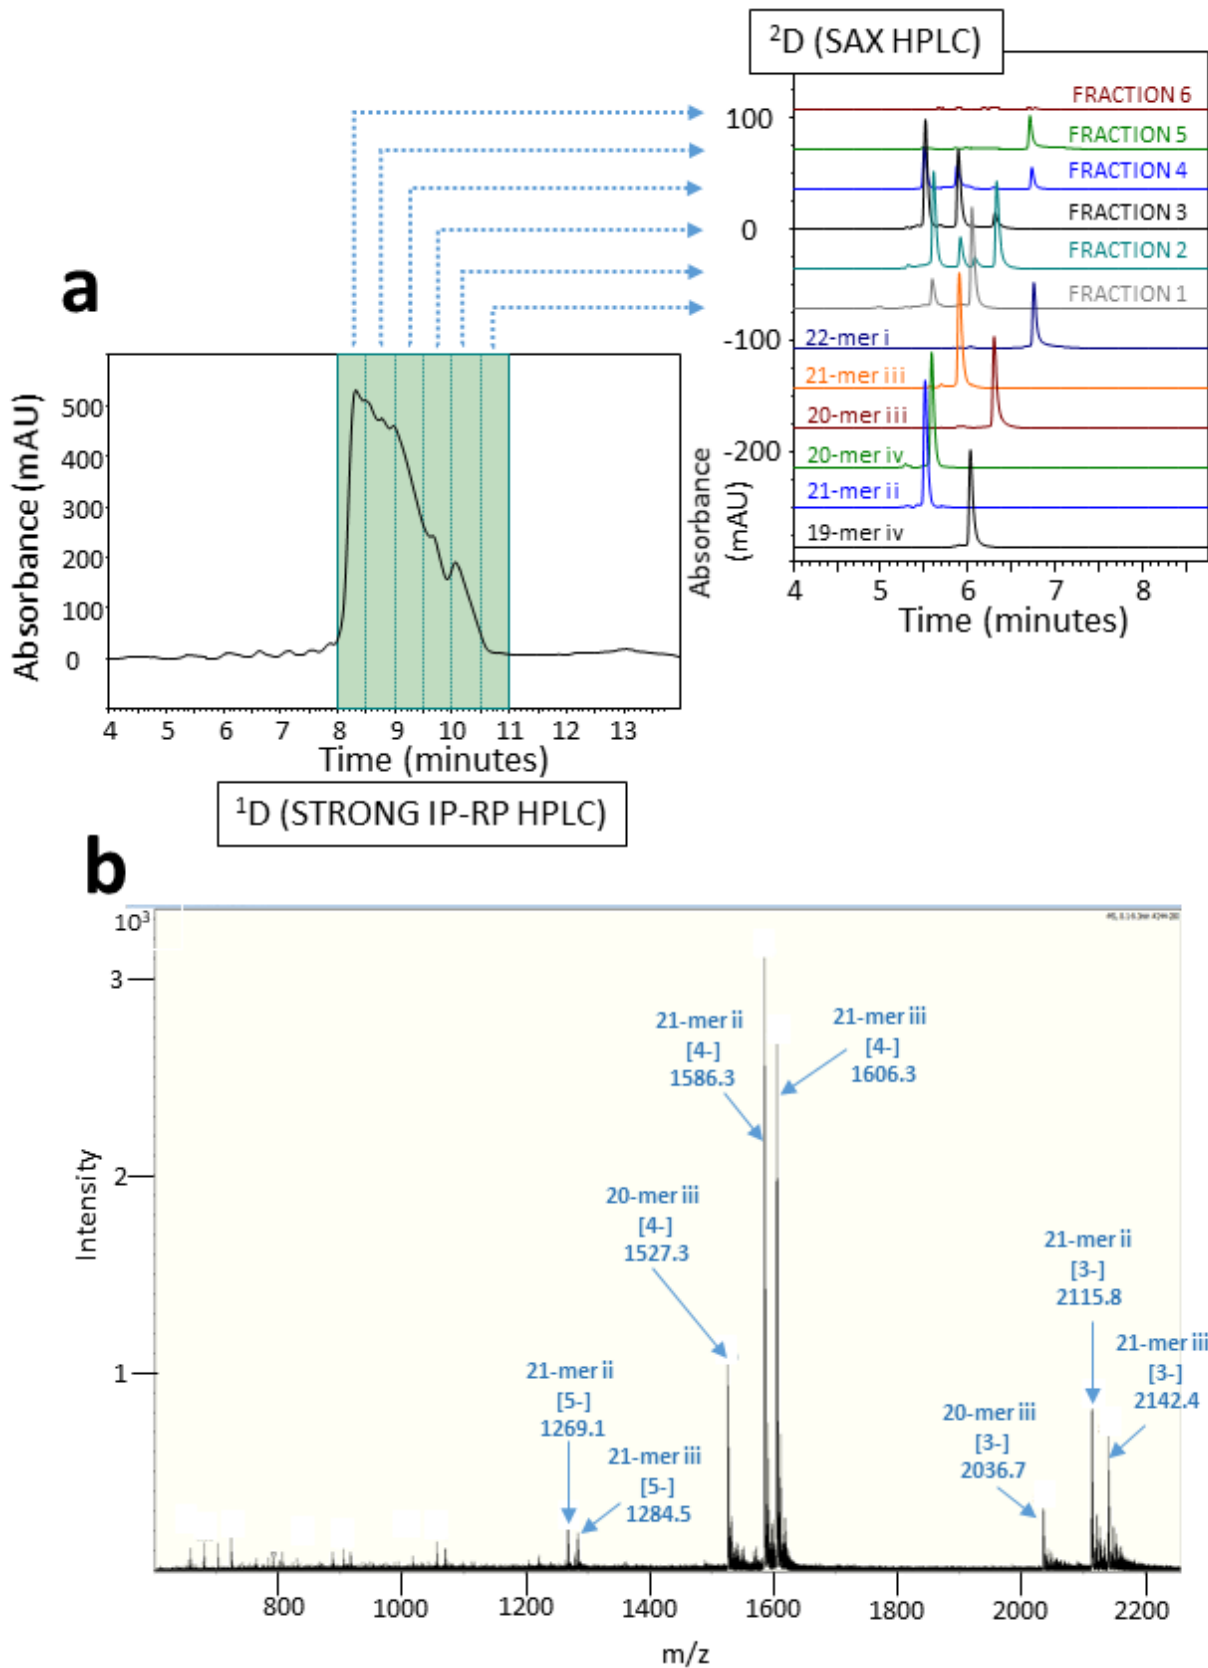 ²D (SAX HPLC)
FRACTION 6
100
FRACTION 5
FRACTION 4
FRACTION 3
0
FRACTION 2
FRACTION 1
-100
22-mer i
21-mer iii
20-mer iii
-200
20-mer iv
21-mer ii
19-mer iv
Absorbance
(mAU)
4 5 6 7 8
Time (minutes)
a
500
400
300
200
100
0
Absorbance (mAU)
4 5 6 7 8 9 10 11 12 13
Time (minutes)
¹D (STRONG IP-RP HPLC)
b
10³
3
2
1
Intensity
21-mer ii
[4-]
1586.3
21-mer iii
[4-]
1606.3
20-mer iii
[4-]
1527.3
21-mer ii
[3-]
2115.8
21-mer iii
[3-]
2142.4
21-mer ii
[5-]
1269.1
20-mer iii
[3-]
2036.7
21-mer iii
[5-]
1284.5
800 1000 1200 1400 1600 1800 2000 2200
m/z